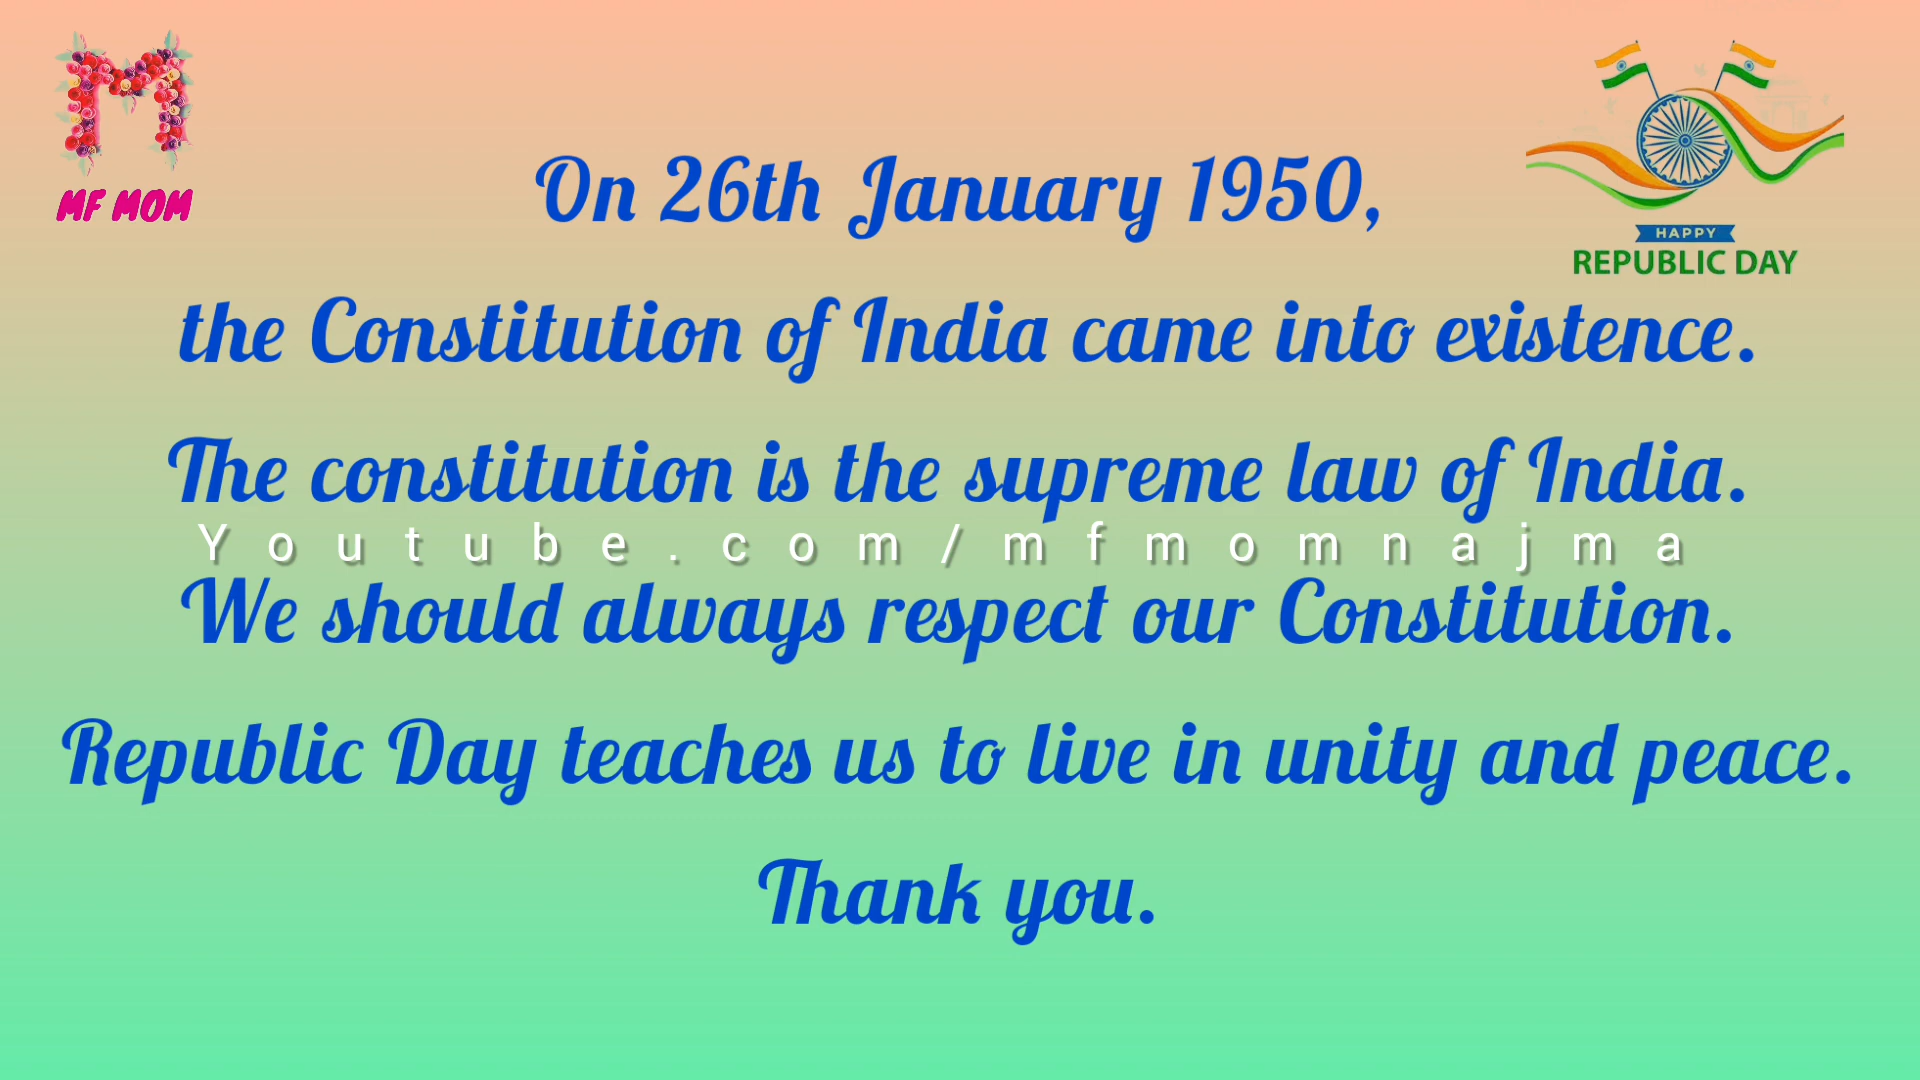 MF MOM
HAPPY
REPUBLIC DAY
On 26th January 1950,
the Constitution of India came into existence.
The constitution is the supreme law of India.
Youtube.com/mfmomnajma
We should always respect our Constitution.
Republic Day teaches us to live in unity and peace.
Thank you.